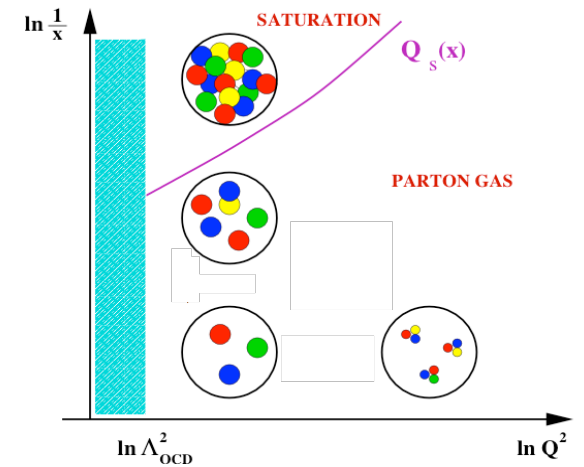 SATURATION
ln 1/x
Q_S(x)
PARTON GAS
ln Λ²_QCD
ln Q²